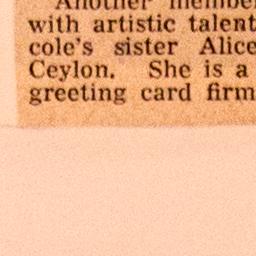 Another member
with artistic talent
cole's sister Alice
Ceylon. She is a
greeting card firm